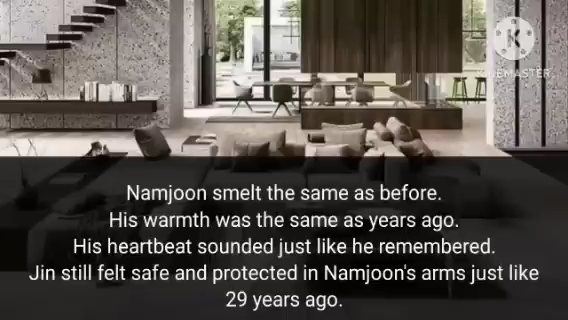 K
EMASTER
Namjoon smelt the same as before.
His warmth was the same as years ago.
His heartbeat sounded just like he remembered.
Jin still felt safe and protected in Namjoon's arms just like
29 years ago.